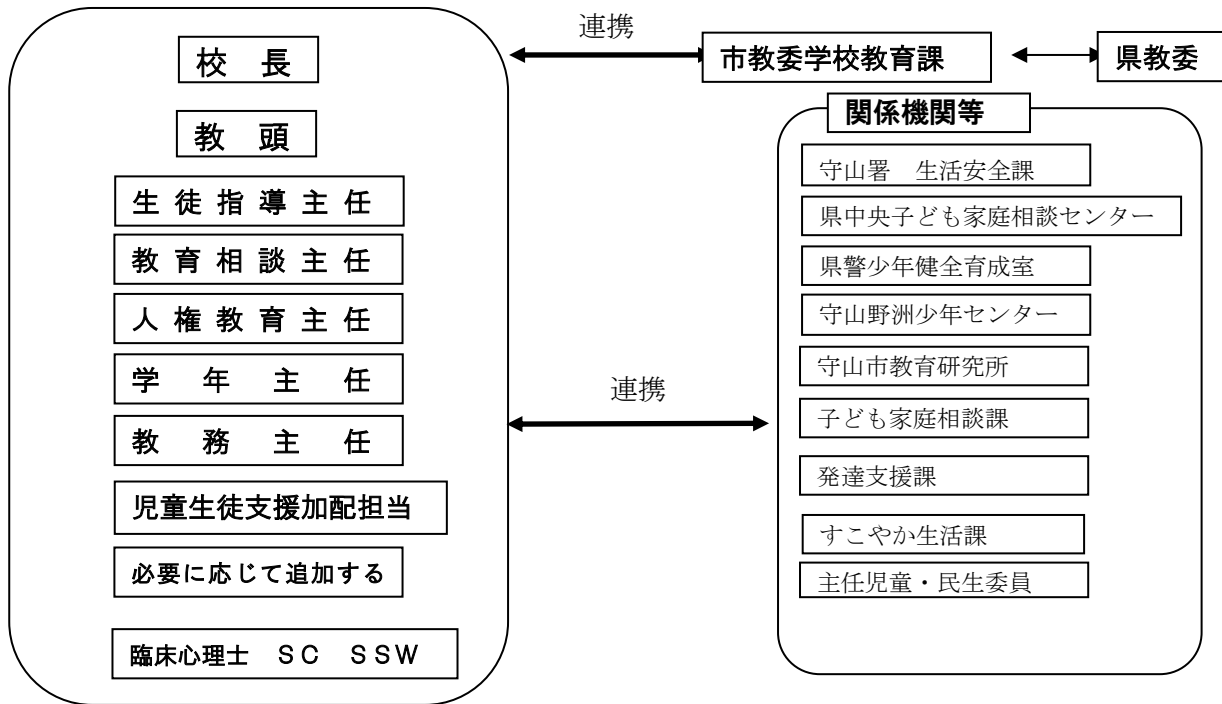 校 長
教 頭
生 徒 指 導 主 任
教 育 相 談 主 任
人 権 教 育 主 任
学 年 主 任
教 務 主 任
児童生徒支援加配担当
必要に応じて追加する
臨床心理士 ＳＣ ＳＳＷ
連携
市教委学校教育課
県教委
連携
関係機関等
守山署 生活安全課
県中央子ども家庭相談センター
県警少年健全育成室
守山野洲少年センター
守山市教育研究所
子ども家庭相談課
発達支援課
すこやか生活課
主任児童・民生委員